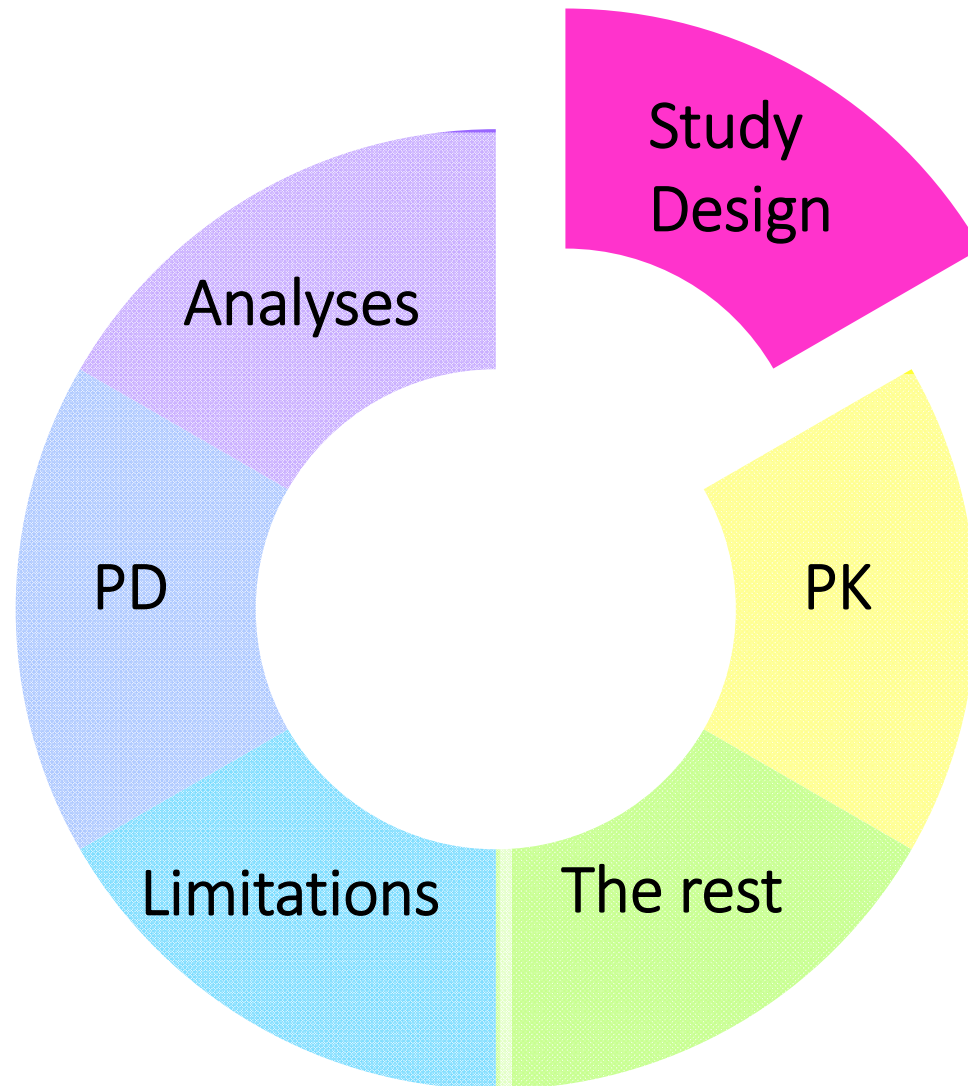 Study
Design
Analyses
PD
PK
Limitations
The rest